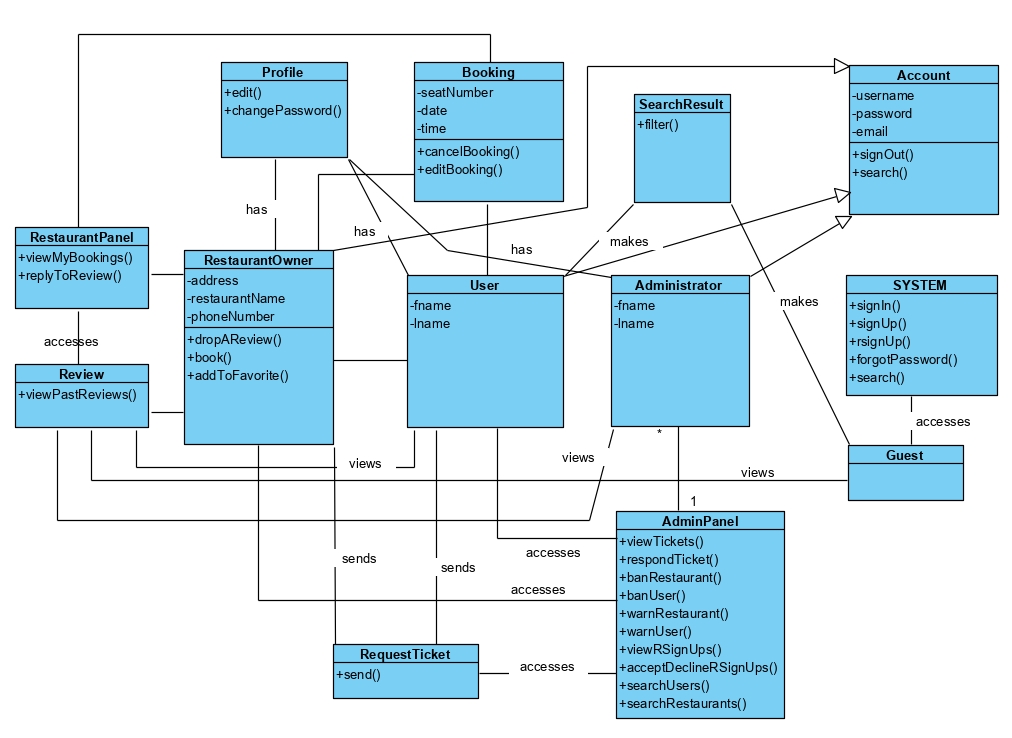 Profile
+edit()
+changePassword()
Booking
-seatNumber
-date
-time
+cancelBooking()
+editBooking()
SearchResult
+filter()
Account
-username
-password
-email
+signOut()
+search()
has
has
has
makes
makes
RestaurantPanel
+viewMyBookings()
+replyToReview()
RestaurantOwner
-address
-restaurantName
-phoneNumber
+dropAReview()
+book()
+addToFavorite()
User
-fname
-lname
Administrator
-fname
-lname
SYSTEM
+signIn()
+signUp()
+rsignUp()
+forgotPassword()
+search()
accesses
Review
+viewPastReviews()
accesses
*
views
views
views
Guest
1
AdminPanel
+viewTickets()
+respondTicket()
+banRestaurant()
+banUser()
+warnRestaurant()
+warnUser()
+viewRSignUps()
+acceptDeclineRSignUps()
+searchUsers()
+searchRestaurants()
accesses
sends
sends
accesses
RequestTicket
+send()
accesses